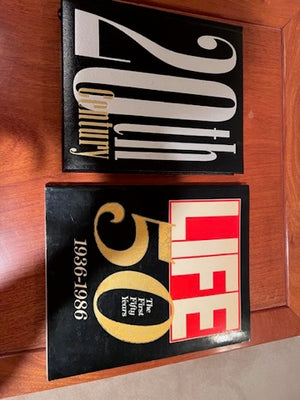 20th
Century
LIFE
50
The
First
Fifty
Years
1936-1986